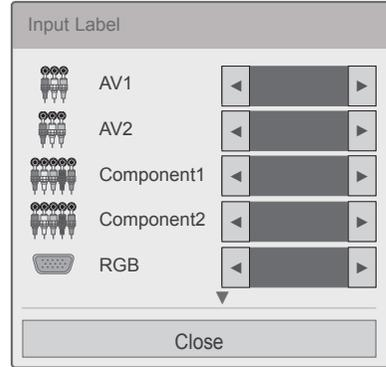 Input Label
AV1
AV2
Component1
Component2
RGB
Close